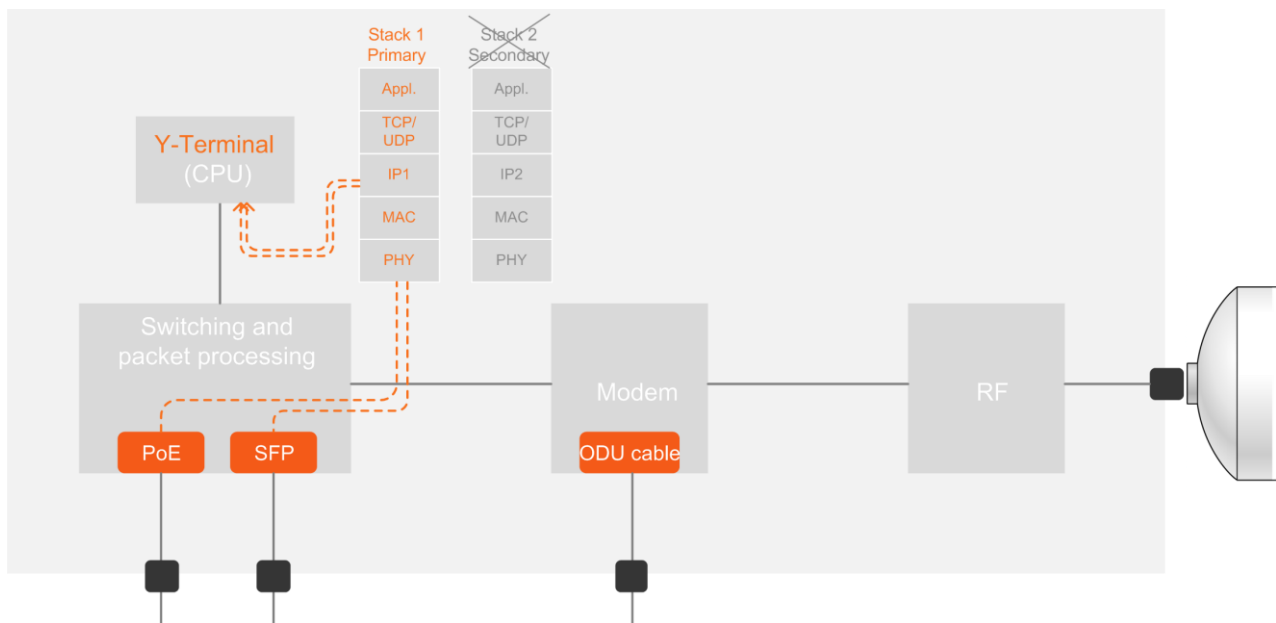 Stack 1
Primary
Stack 2
Secondary
Appl.
TCP/
UDP
IP1
MAC
PHY
Appl.
TCP/
UDP
IP2
MAC
PHY
Y-Terminal
(CPU)
Switching and
packet processing
PoE
SFP
Modem
ODU cable
RF